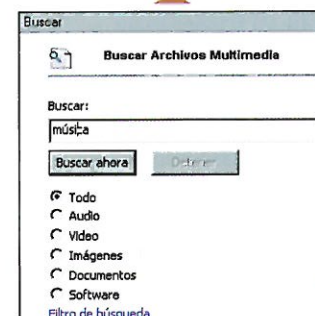 Buscar
Buscar Archivos Multimedia
Buscar:
música
Buscar ahora Detener
Todo
Audio
Video
Imágenes
Documentos
Software
Filtro de búsqueda